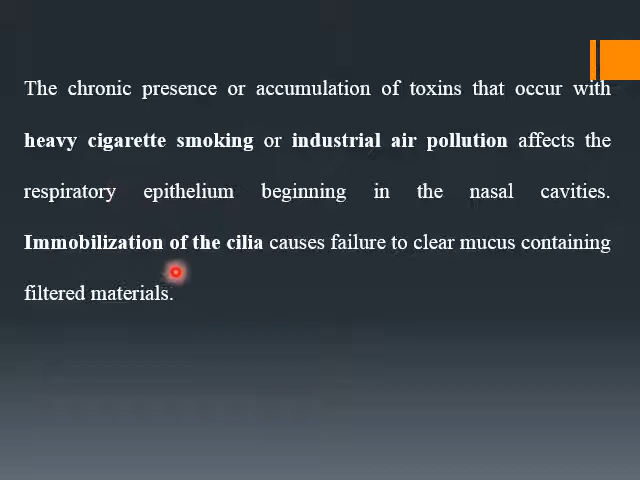 The chronic presence or accumulation of toxins that occur with
heavy cigarette smoking or industrial air pollution affects the
respiratory epithelium beginning in the nasal cavities.
Immobilization of the cilia causes failure to clear mucus containing
filtered materials.